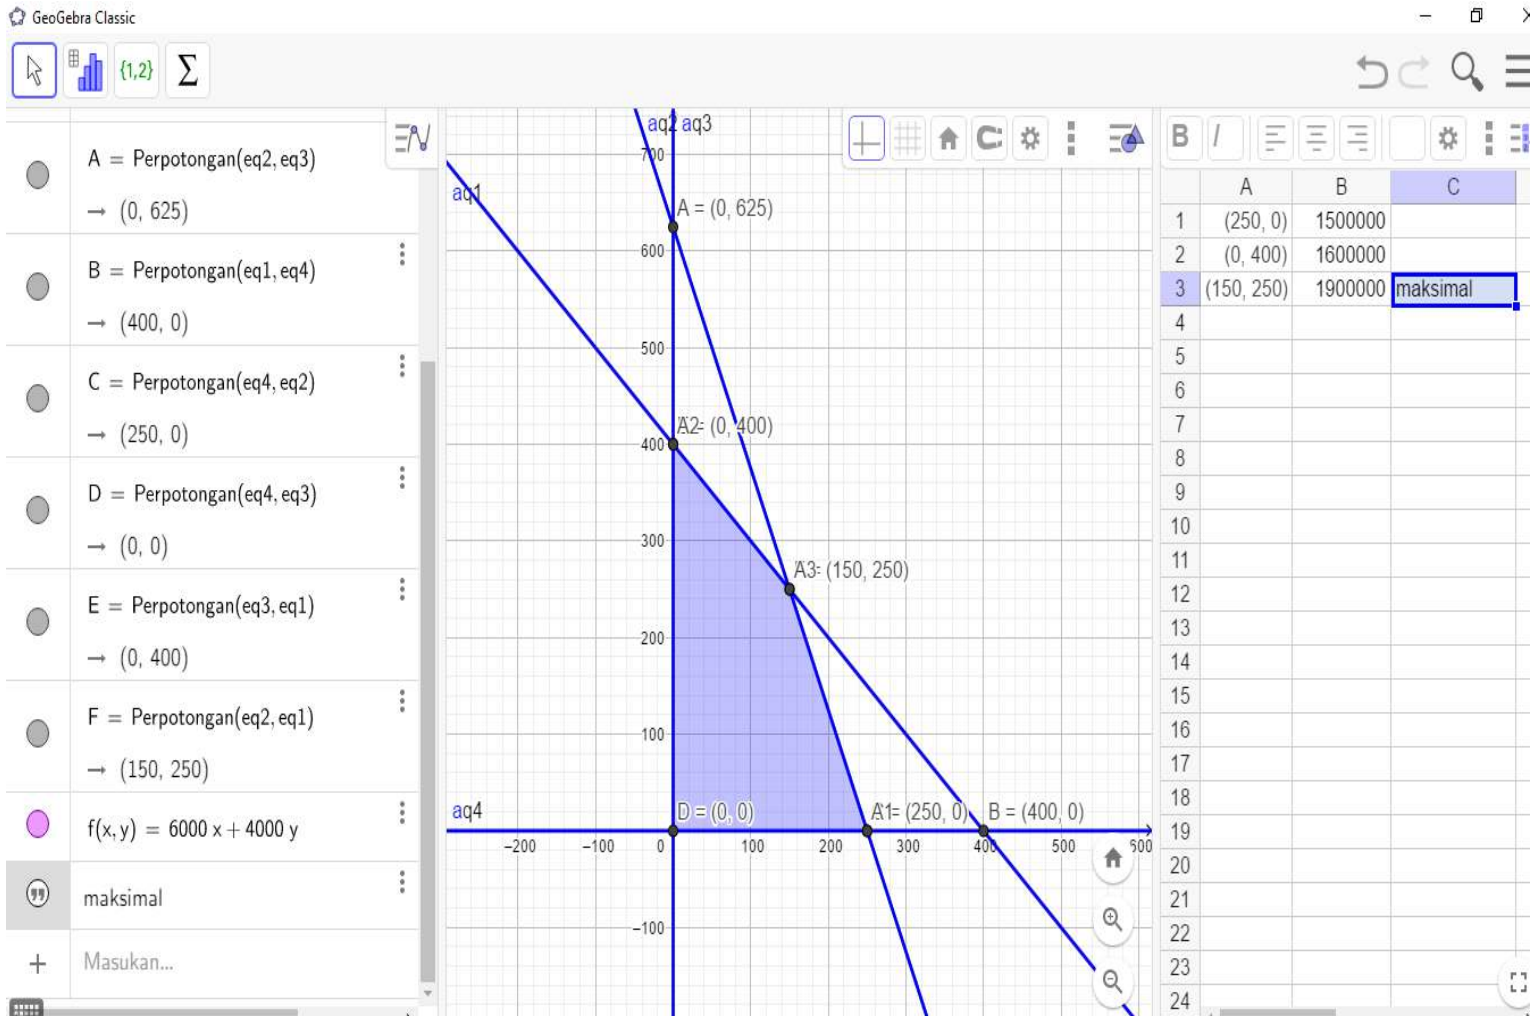 GeoGebra Classic
{1,2}
Σ
A = Perpotongan(eq2, eq3)
→ (0, 625)
B = Perpotongan(eq1, eq4)
→ (400, 0)
C = Perpotongan(eq4, eq2)
→ (250, 0)
D = Perpotongan(eq4, eq3)
→ (0, 0)
E = Perpotongan(eq3, eq1)
→ (0, 400)
F = Perpotongan(eq2, eq1)
→ (150, 250)
f(x, y) = 6000 x + 4000 y
maksimal
Masukan...
aq2 aq3
aq1
aq4
700
600
500
400
300
200
100
-100
-200 -100 0 100 200 300 400 500 600
A = (0, 625)
A2= (0, 400)
A3= (150, 250)
D = (0, 0)
A1= (250, 0)
B = (400, 0)
B I
A B C
1 (250, 0) 1500000
2 (0, 400) 1600000
3 (150, 250) 1900000 maksimal
4
5
6
7
8
9
10
11
12
13
14
15
16
17
18
19
20
21
22
23
24